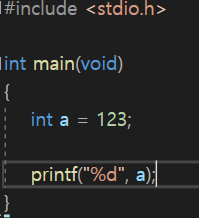 #include <stdio.h>
int main(void)
{
int a = 123;
printf("%d", a);
}